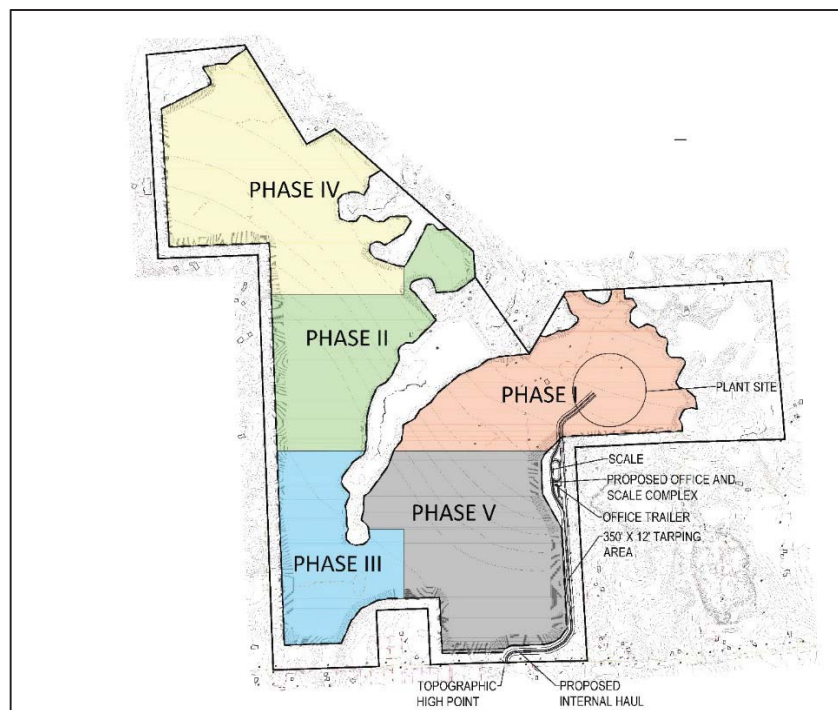 PHASE IV
PHASE II
PHASE I
PLANT SITE
SCALE
PROPOSED OFFICE AND
SCALE COMPLEX
OFFICE TRAILER
350' X 12' TARPING
AREA
PHASE V
PHASE III
TOPOGRAPHIC
HIGH POINT
PROPOSED
INTERNAL HAUL